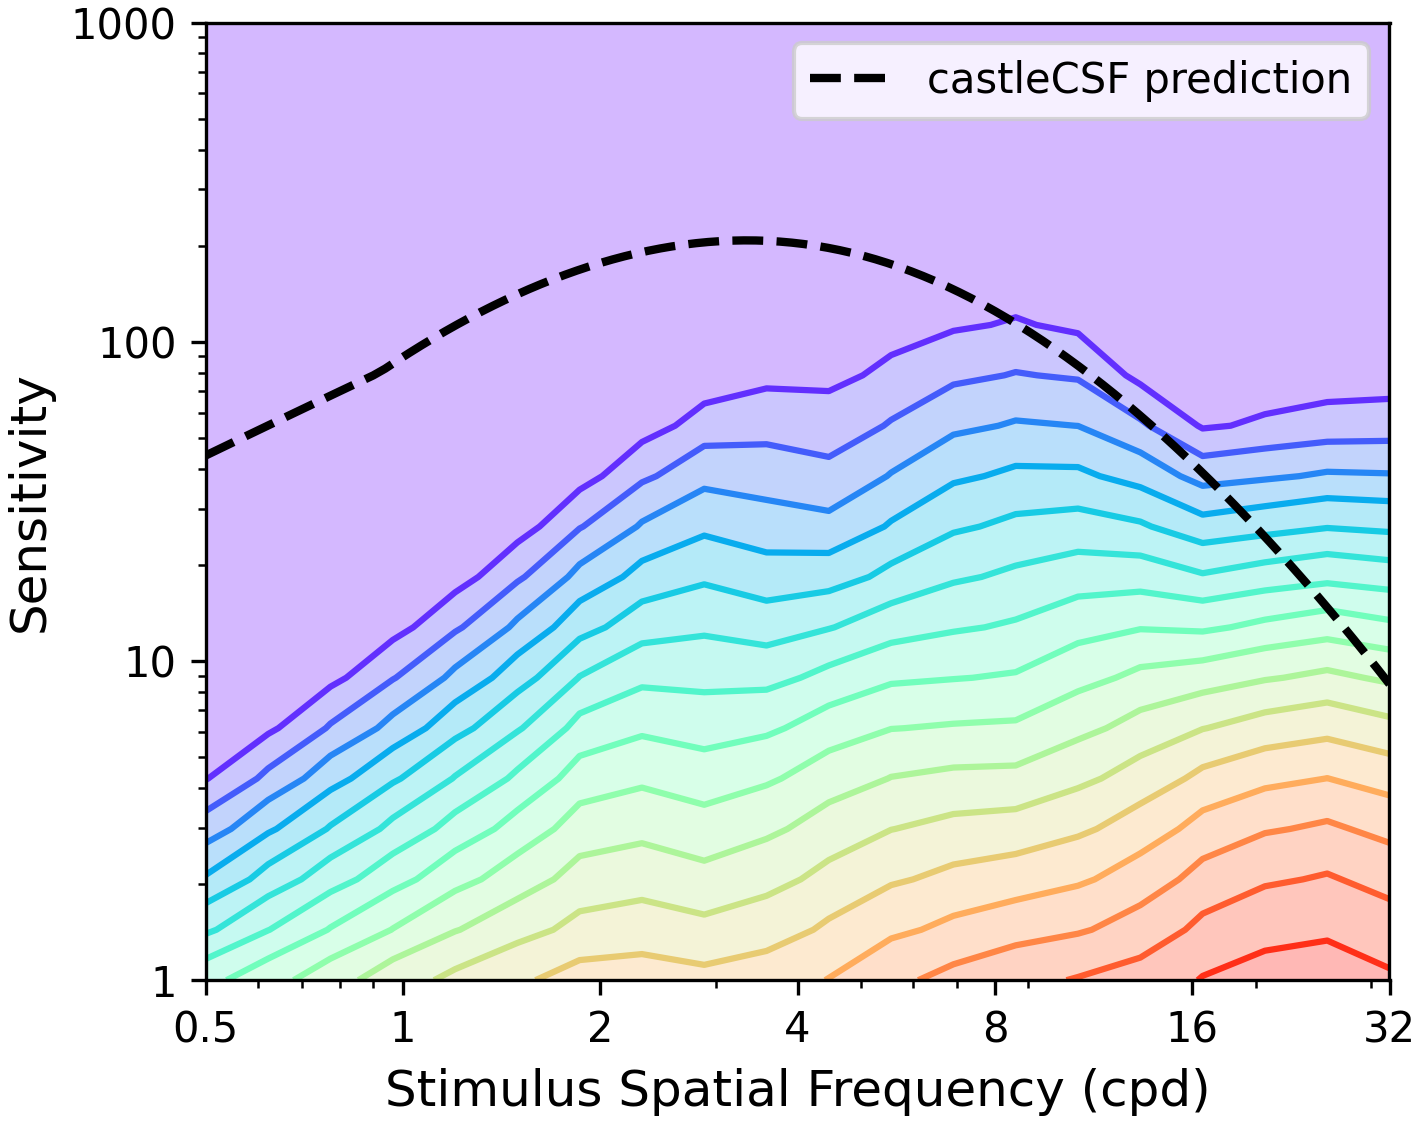 1000
100
10
1
Sensitivity
castleCSF prediction
0.5 1 2 4 8 16 32
Stimulus Spatial Frequency (cpd)